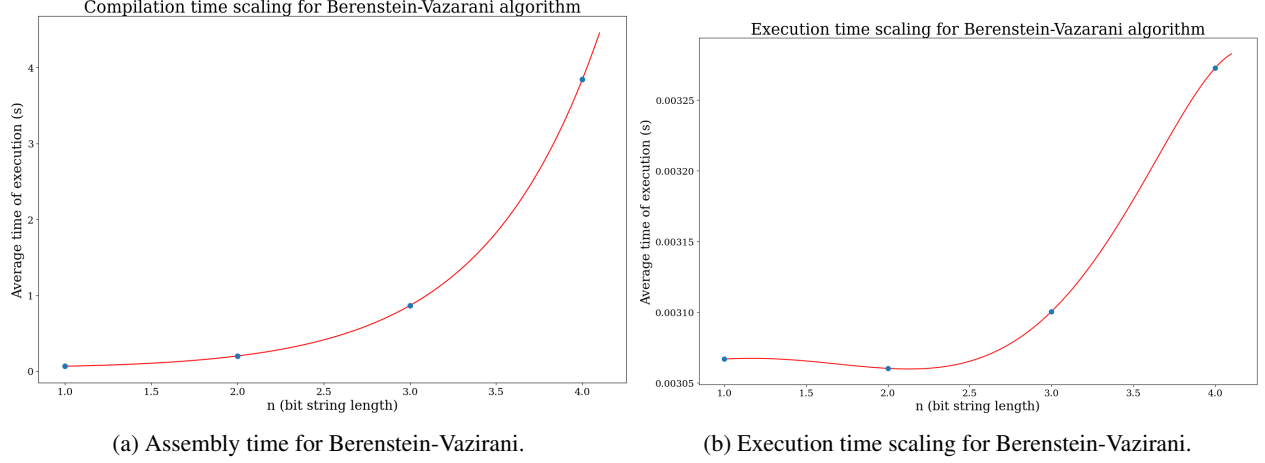 Compilation time scaling for Berenstein-Vazarani algorithm
Average time of execution (s)
4
3
2
1
0
1.0 1.5 2.0 2.5 3.0 3.5 4.0
n (bit string length)
(a) Assembly time for Berenstein-Vazirani.
Execution time scaling for Berenstein-Vazarani algorithm
Average time of execution (s)
0.00325
0.00320
0.00315
0.00310
0.00305
1.0 1.5 2.0 2.5 3.0 3.5 4.0
n (bit string length)
(b) Execution time scaling for Berenstein-Vazirani.